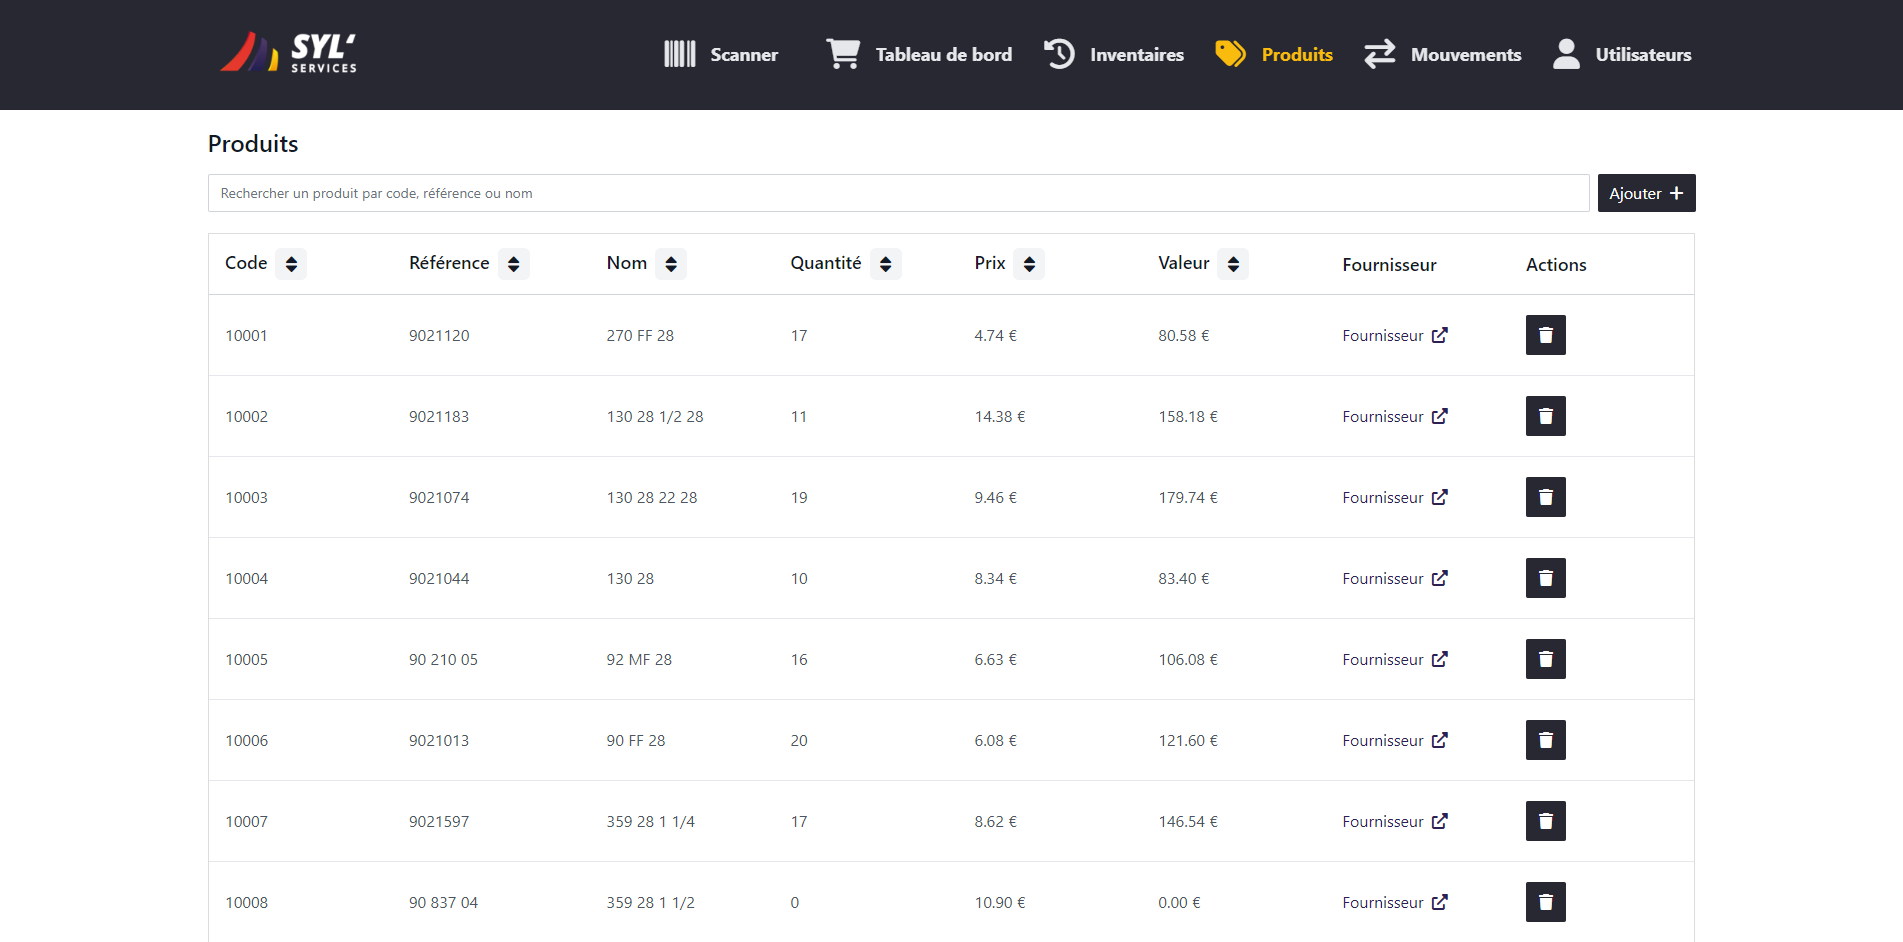 SYL'
SERVICES
Scanner
Tableau de bord
Inventaires
Produits
Mouvements
Utilisateurs
Produits
Rechercher un produit par code, référence ou nom
Ajouter +
Code Référence Nom Quantité Prix Valeur Fournisseur Actions
10001 9021120 270 FF 28 17 4.74 € 80.58 € Fournisseur
10002 9021183 130 28 1/2 28 11 14.38 € 158.18 € Fournisseur
10003 9021074 130 28 22 28 19 9.46 € 179.74 € Fournisseur
10004 9021044 130 28 10 8.34 € 83.40 € Fournisseur
10005 90 210 05 92 MF 28 16 6.63 € 106.08 € Fournisseur
10006 9021013 90 FF 28 20 6.08 € 121.60 € Fournisseur
10007 9021597 359 28 1 1/4 17 8.62 € 146.54 € Fournisseur
10008 90 837 04 359 28 1 1/2 0 10.90 € 0.00 € Fournisseur